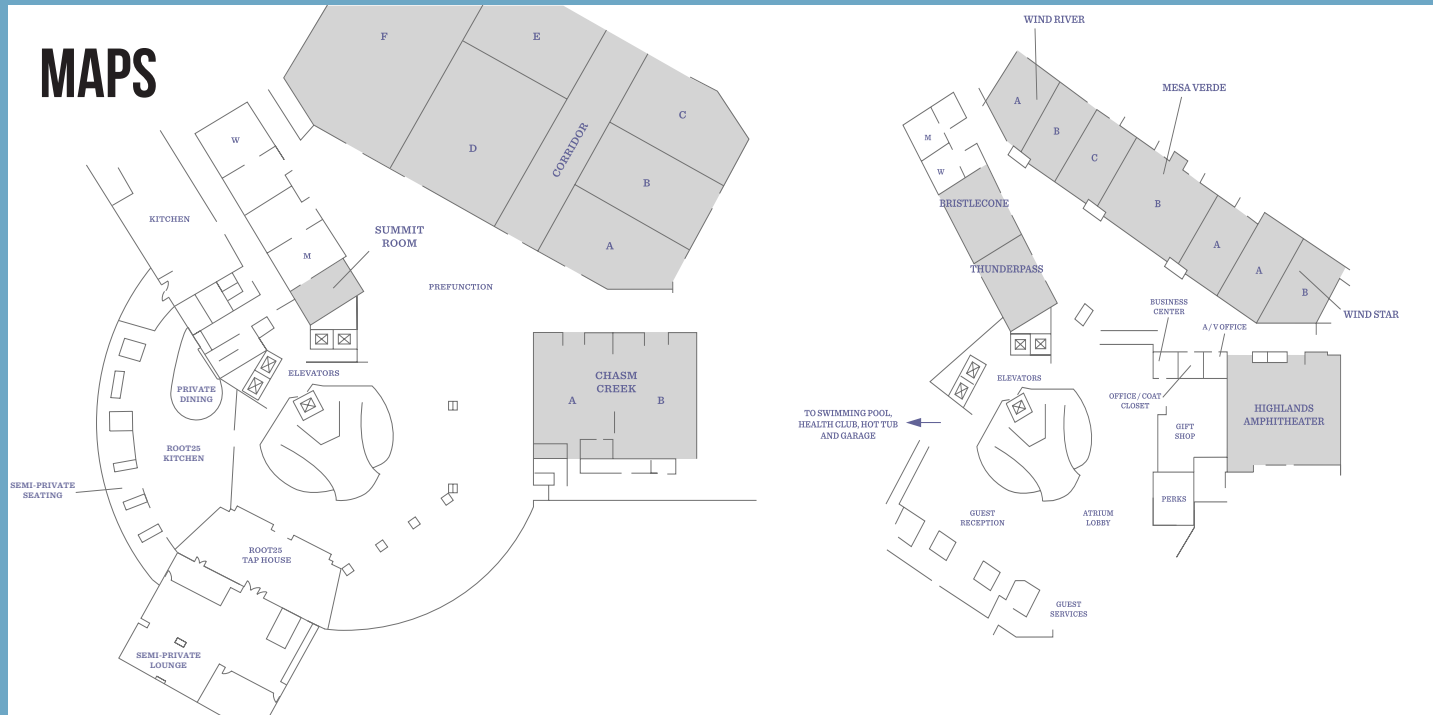 MAPS
F
E
C
D
CORRIDOR
B
A
W
KITCHEN
M
SUMMIT
ROOM
PREFUNCTION
ELEVATORS
PRIVATE
DINING
CHASM
CREEK
A
B
ROOT25
KITCHEN
SEMI-PRIVATE
SEATING
ROOT25
TAP HOUSE
SEMI-PRIVATE
LOUNGE
WIND RIVER
MESA VERDE
A
B
C
B
A
A
B
M
W
BRISTLECONE
THUNDERPASS
WIND STAR
BUSINESS
CENTER
A / V OFFICE
ELEVATORS
OFFICE / COAT
CLOSET
TO SWIMMING POOL,
HEALTH CLUB, HOT TUB
AND GARAGE
GIFT
SHOP
HIGHLANDS
AMPHITHEATER
PERKS
GUEST
RECEPTION
ATRIUM
LOBBY
GUEST
SERVICES